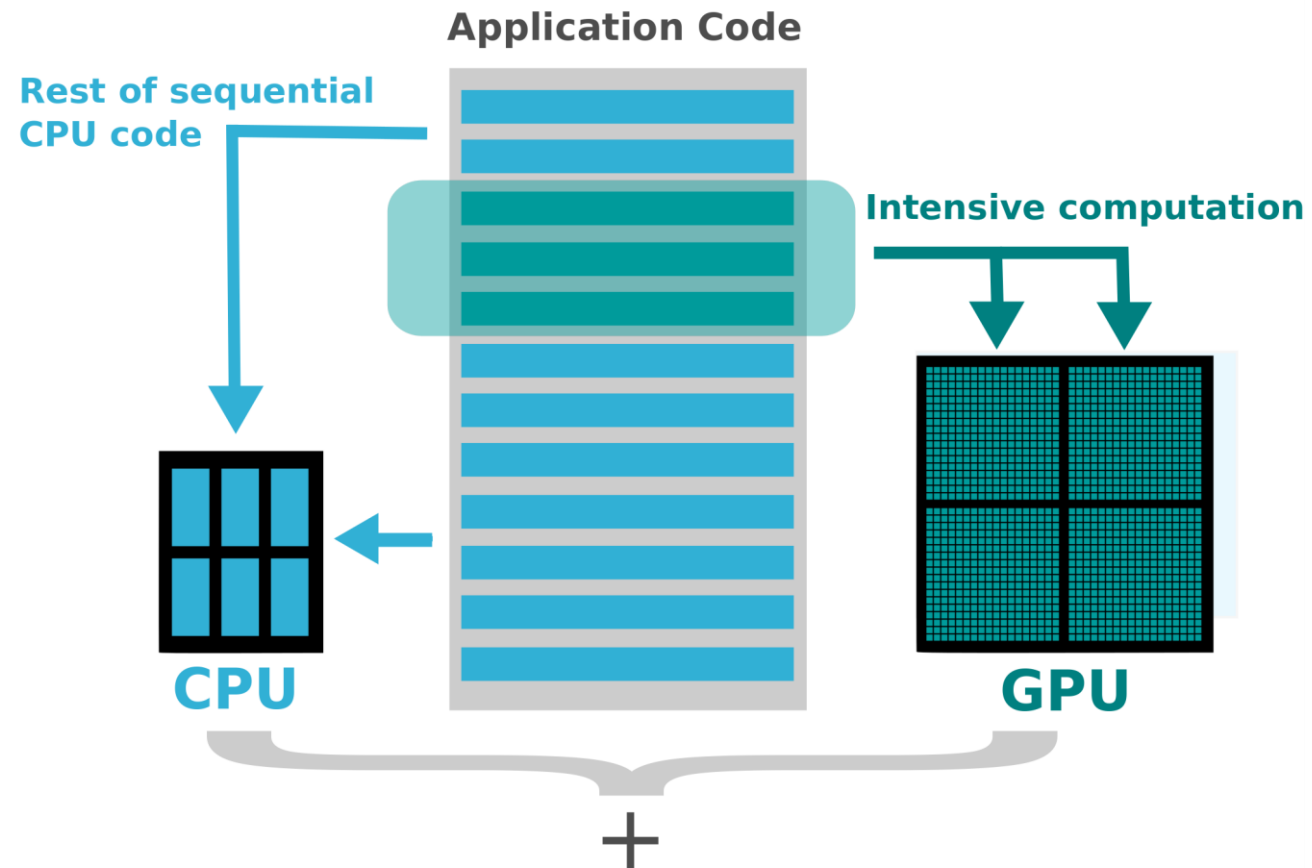 Application Code
Rest of sequential
CPU code
Intensive computation
CPU
GPU
+